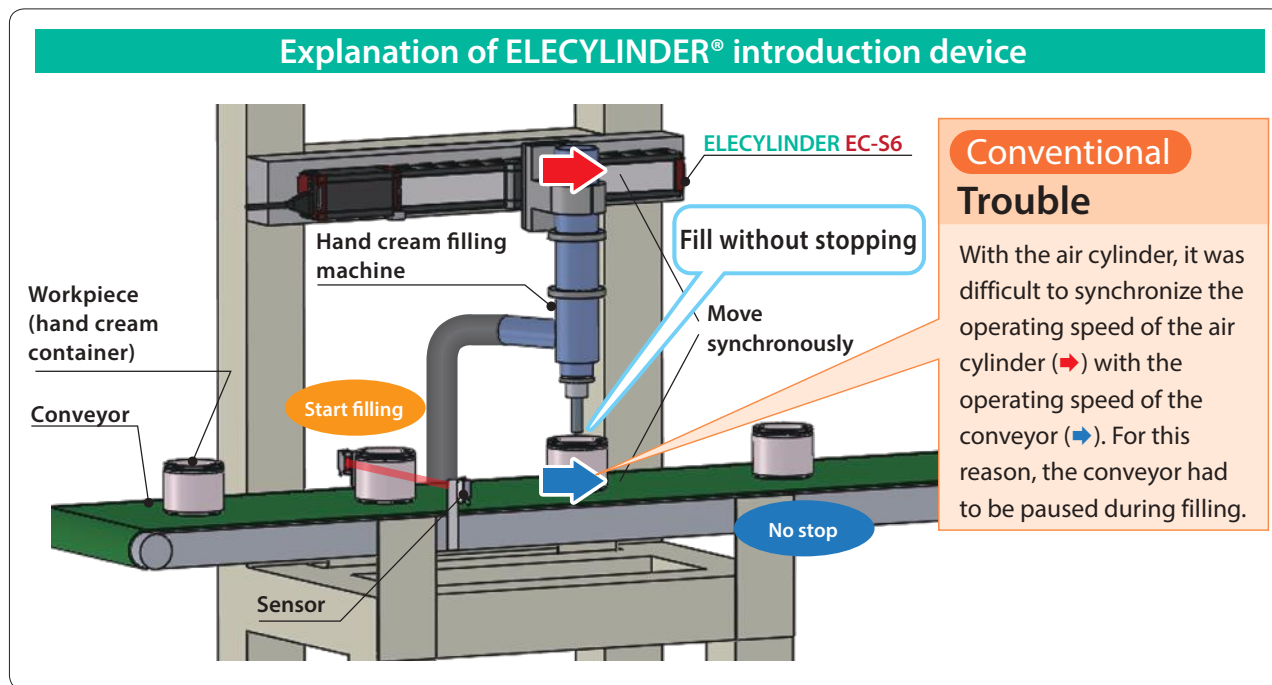 Explanation of ELECYLINDER® introduction device
ELECYLINDER EC-S6
Hand cream filling
machine
Fill without stopping
Workpiece
(hand cream
container)
Move
synchronously
Start filling
Conveyor
No stop
Sensor
Conventional
Trouble
With the air cylinder, it was
difficult to synchronize the
operating speed of the air
cylinder (➡) with the
operating speed of the
conveyor (➡). For this
reason, the conveyor had
to be paused during filling.